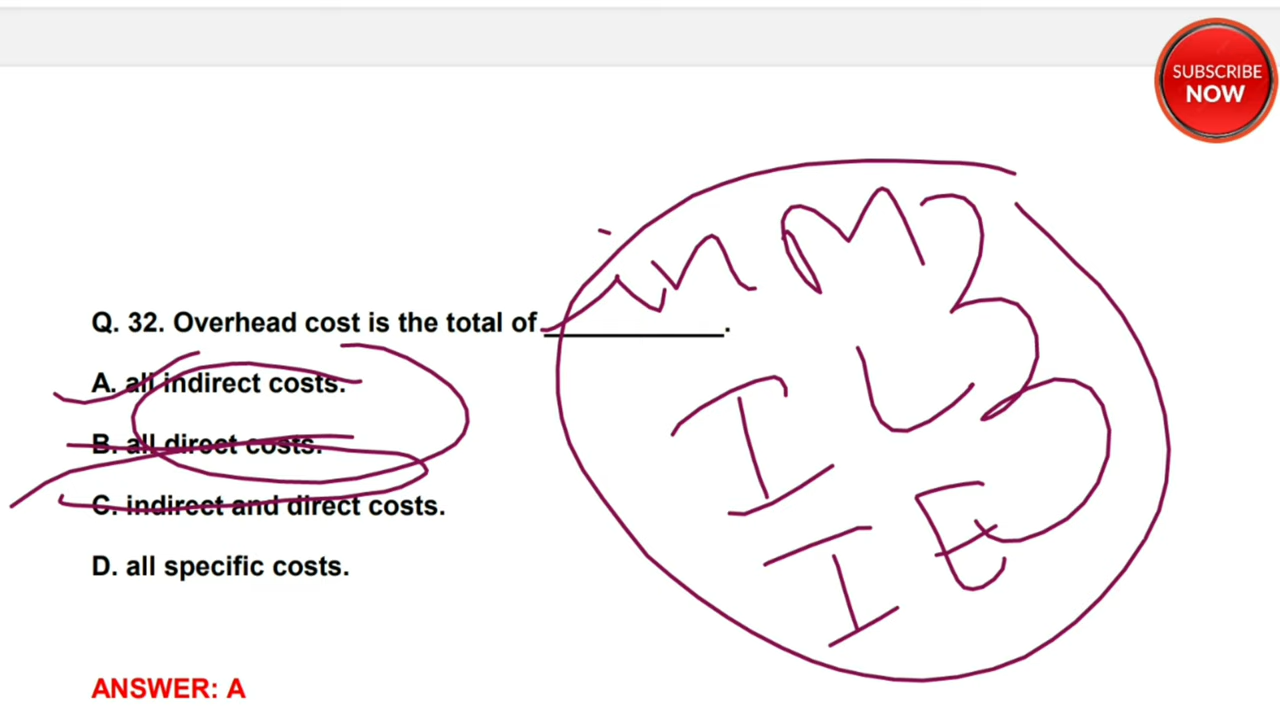 SUBSCRIBE
NOW
in M
I L
I E
Q. 32. Overhead cost is the total of ____________.
A. all indirect costs.
B. all direct costs.
C. indirect and direct costs.
D. all specific costs.
ANSWER: A